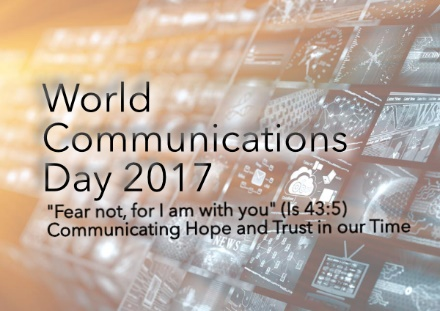 World
Communications
Day 2017
"Fear not, for I am with you" (Is 43:5)
Communicating Hope and Trust in our Time
NEWS